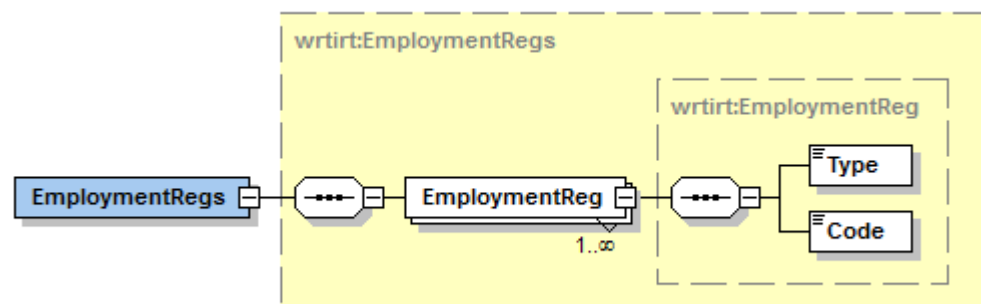 wrtirt:EmploymentRegs
wrtirt:EmploymentReg
Type
EmploymentRegs
EmploymentReg
Code
1..∞